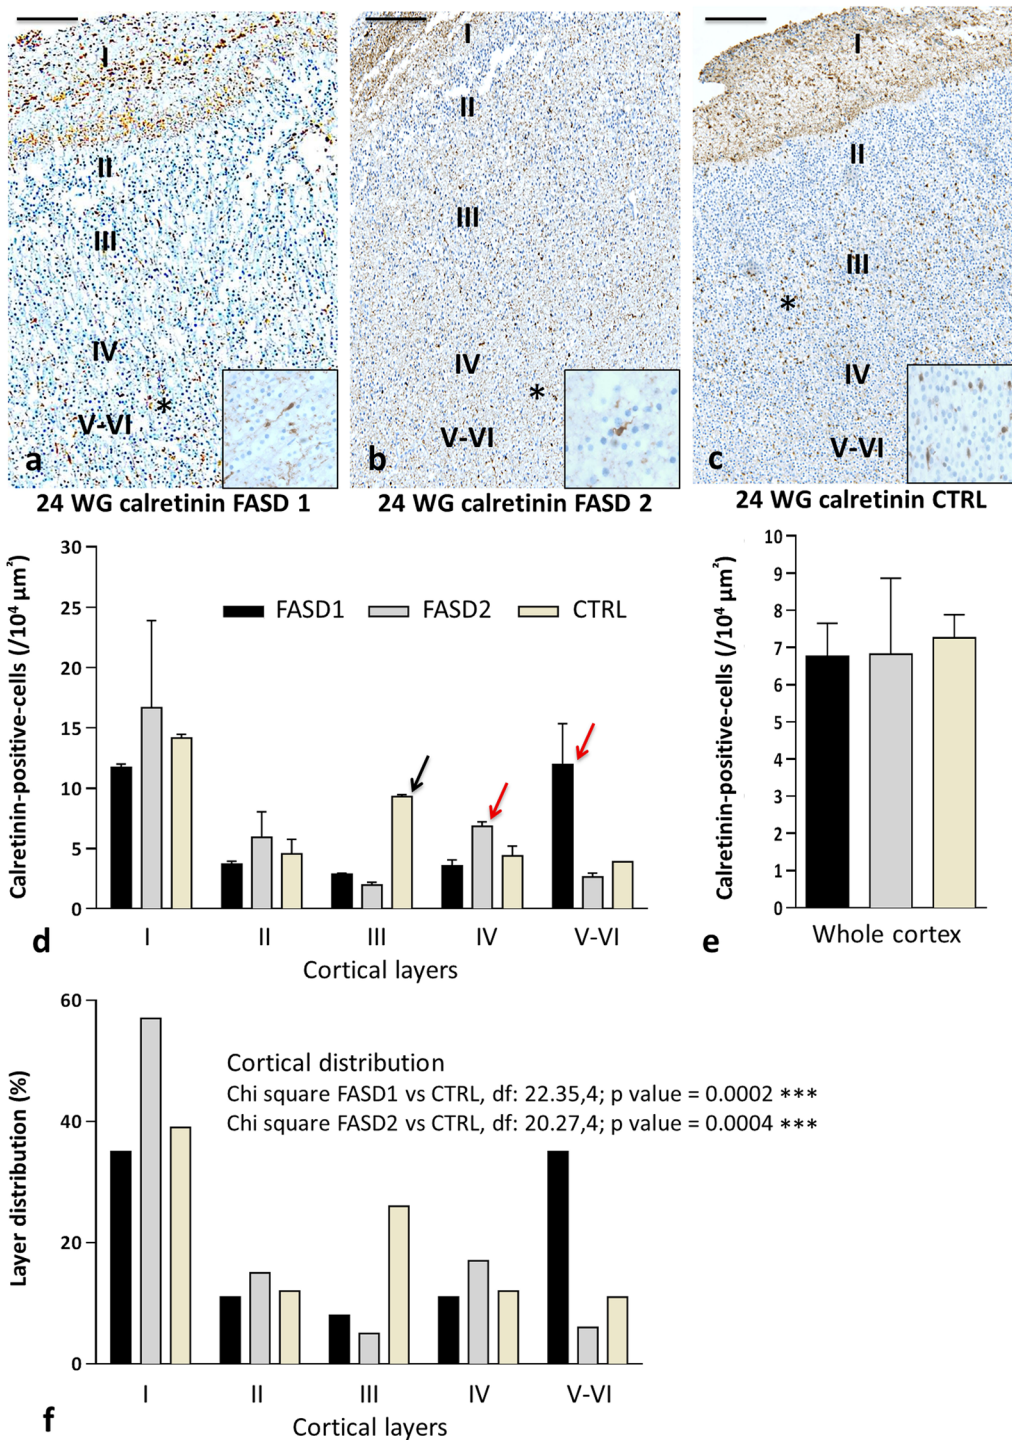 I
II
III
IV
V-VI
*
a
I
II
III
IV
V-VI
*
b
I
II
III
IV
V-VI
*
c
24 WG calretinin FASD 1
24 WG calretinin FASD 2
24 WG calretinin CTRL
Calretinin-positive-cells (/10⁴ µm²)
30
25
20
15
10
5
0
FASD1 FASD2 CTRL
I II III IV V-VI
Cortical layers
d
Calretinin-positive-cells (/10⁴ µm²)
10
9
8
7
6
5
4
3
2
1
0
Whole cortex
e
Layer distribution (%)
60
40
20
0
Cortical distribution
Chi square FASD1 vs CTRL, df: 22.35,4; p value = 0.0002 ***
Chi square FASD2 vs CTRL, df: 20.27,4; p value = 0.0004 ***
I II III IV V-VI
Cortical layers
f